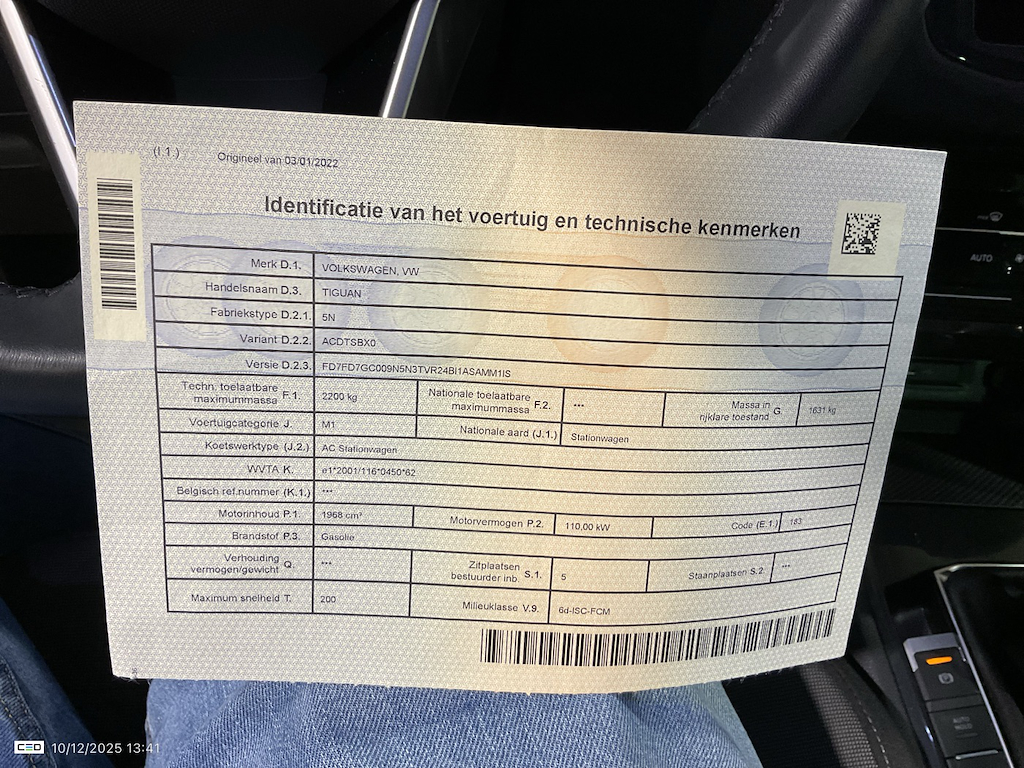 (I.1.)
Origineel van 03/01/2022
Identificatie van het voertuig en technische kenmerken
Merk D.1. VOLKSWAGEN, VW
Handelsnaam D.3. TIGUAN
Fabriekstype D.2.1. 5N
Variant D.2.2. ACDTSBX0
Versie D.2.3. FD7FD7GC009N5N3TVR24BI1ASAMM1IS
Techn. toelaatbare maximummassa F.1. 2200 kg Nationale toelaatbare maximummassa F.2. *** Massa in rijklare toestand G. 1631 kg
Voertuigcategorie J. M1 Nationale aard (J.1.) Stationwagen
Koetswerktype (J.2.) AC Stationwagen
WVTA K. e1*2001/116*0450*62
Belgisch ref.nummer (K.1.) ***
Motorinhoud P.1. 1968 cm³ Motorvermogen P.2. 110,00 kW Code (E.1.) 183
Brandstof P.3. Gasolie
Verhouding vermogen/gewicht Q. *** Zitplaatsen bestuurder inb. S.1. 5 Staanplaatsen S.2. ***
Maximum snelheid T. 200 Milieuklasse V.9. 6d-ISC-FCM
AUTO
CEO 10/12/2025 13:41